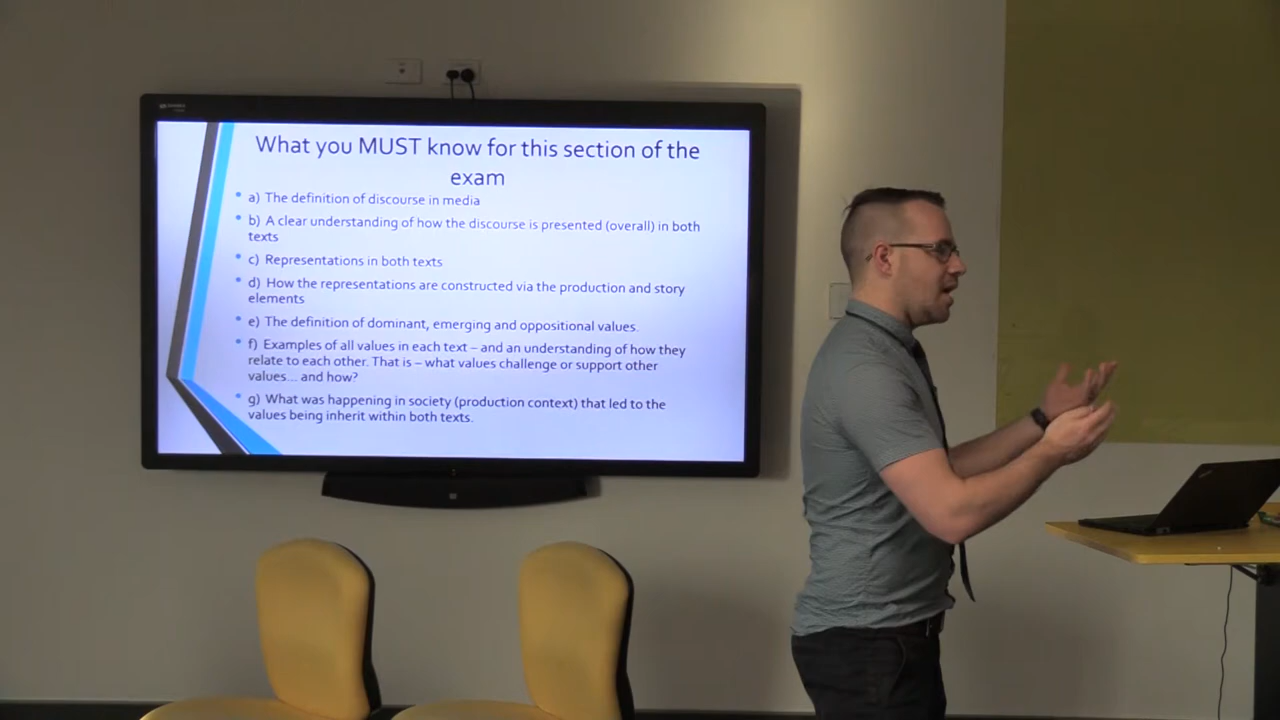 What you MUST know for this section of the
exam
a) The definition of discourse in media
b) A clear understanding of how the discourse is presented (overall) in both
texts
c) Representations in both texts
d) How the representations are constructed via the production and story
elements
e) The definition of dominant, emerging and oppositional values.
f) Examples of all values in each text – and an understanding of how they
relate to each other. That is – what values challenge or support other
values... and how?
g) What was happening in society (production context) that led to the
values being inherit within both texts.